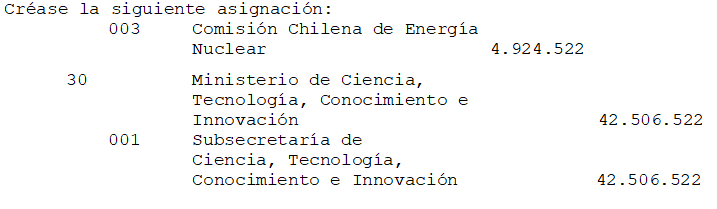 Créase la siguiente asignación:
003 Comisión Chilena de Energía
Nuclear 4.924.522
30 Ministerio de Ciencia,
Tecnología, Conocimiento e
Innovación 42.506.522
001 Subsecretaría de
Ciencia, Tecnología,
Conocimiento e Innovación 42.506.522